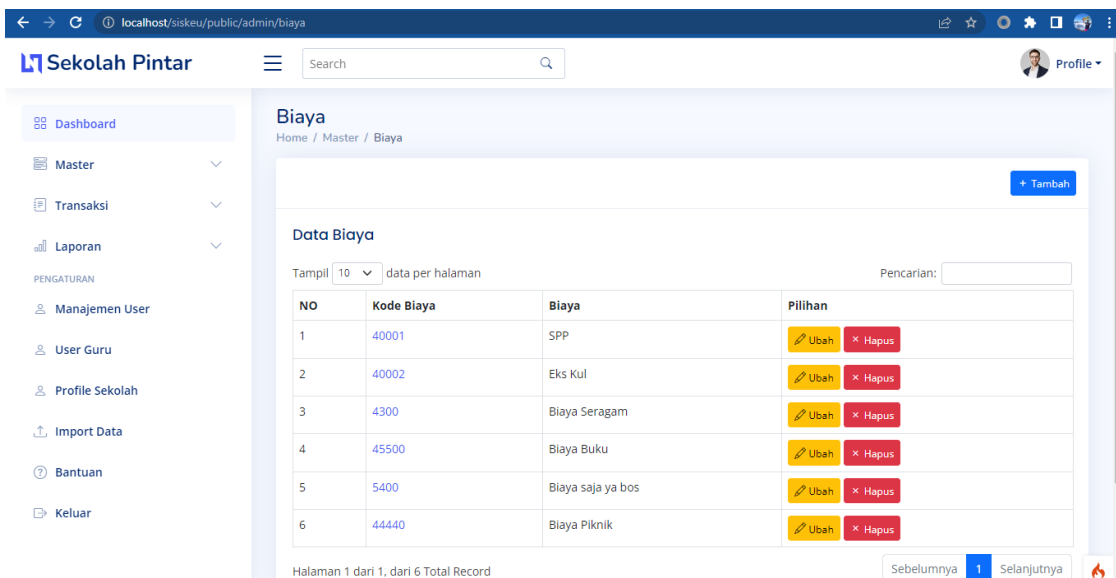 localhost/siskeu/public/admin/biaya
Sekolah Pintar
Search
Profile
Dashboard
Master
Transaksi
Laporan
PENGATURAN
Manajemen User
User Guru
Profile Sekolah
Import Data
Bantuan
Keluar
Biaya
Home / Master / Biaya
+ Tambah
Data Biaya
Tampil 10 data per halaman
Pencarian:
NO Kode Biaya Biaya Pilihan
1 40001 SPP Ubah × Hapus
2 40002 Eks Kul Ubah × Hapus
3 4300 Biaya Seragam Ubah × Hapus
4 45500 Biaya Buku Ubah × Hapus
5 5400 Biaya saja ya bos Ubah × Hapus
6 44440 Biaya Piknik Ubah × Hapus
Halaman 1 dari 1, dari 6 Total Record
Sebelumnya 1 Selanjutnya